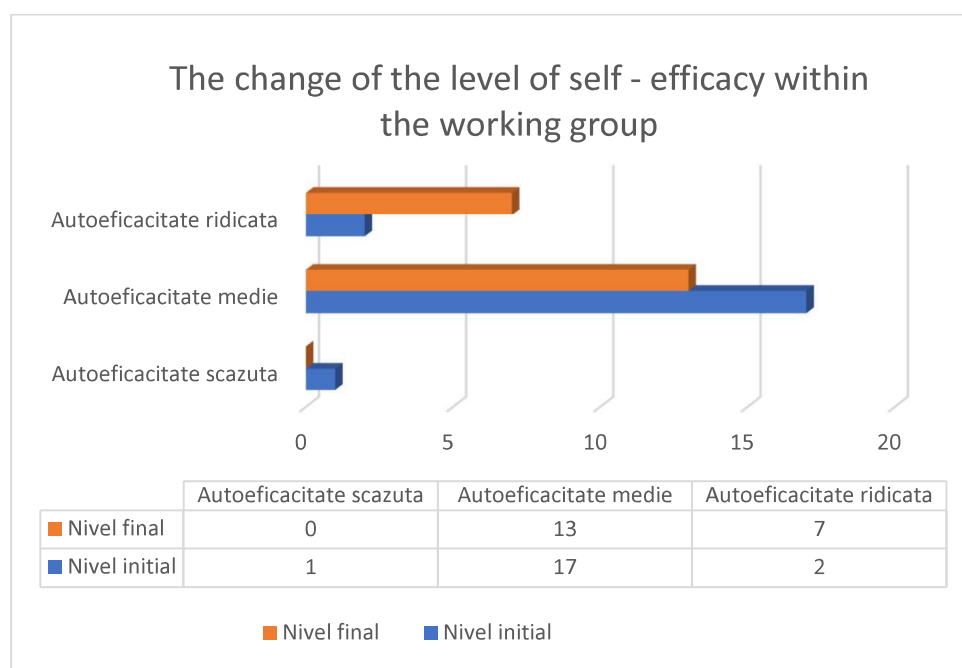 The change of the level of self - efficacy within
the working group
Autoeficacitate ridicata
Autoeficacitate medie
Autoeficacitate scazuta
0 5 10 15 20
Autoeficacitate scazuta Autoeficacitate medie Autoeficacitate ridicata
Nivel final 0 13 7
Nivel initial 1 17 2
Nivel final Nivel initial